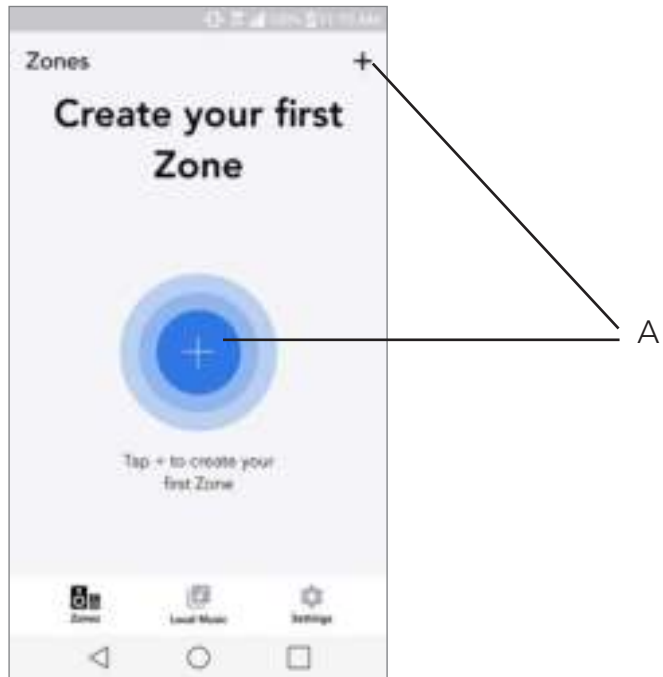 Zones +
Create your first
Zone
A
Tap + to create your
first Zone
Zones Local Music Settings